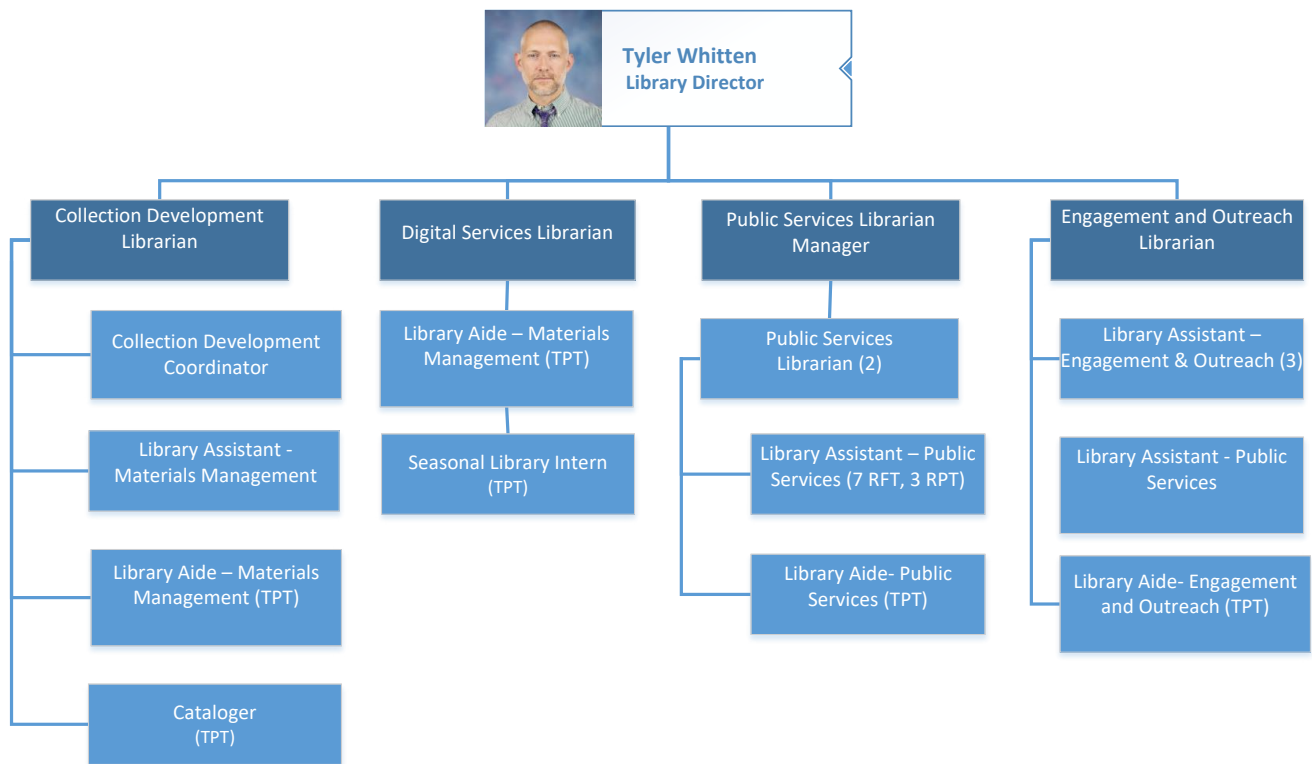 Tyler Whitten
Library Director
Collection Development
Librarian
Digital Services Librarian
Public Services Librarian
Manager
Engagement and Outreach
Librarian
Collection Development
Coordinator
Library Assistant -
Materials Management
Library Aide – Materials
Management (TPT)
Cataloger
(TPT)
Library Aide – Materials
Management (TPT)
Seasonal Library Intern
(TPT)
Public Services
Librarian (2)
Library Assistant – Public
Services (7 RFT, 3 RPT)
Library Aide- Public
Services (TPT)
Library Assistant –
Engagement & Outreach (3)
Library Assistant - Public
Services
Library Aide- Engagement
and Outreach (TPT)